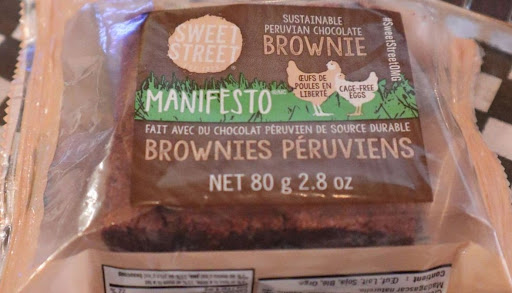 SWEET
STREET
SUSTAINABLE
PERUVIAN CHOCOLATE
BROWNIE
#SweetStreetGMO
ŒUFS DE
POULES EN
LIBERTÉ
CAGE-FREE
EGGS
MANIFESTO
FAIT AVEC DU CHOCOLAT PÉRUVIEN DE SOURCE DURABLE
BROWNIES PÉRUVIENS
NET 80 g 2.8 oz